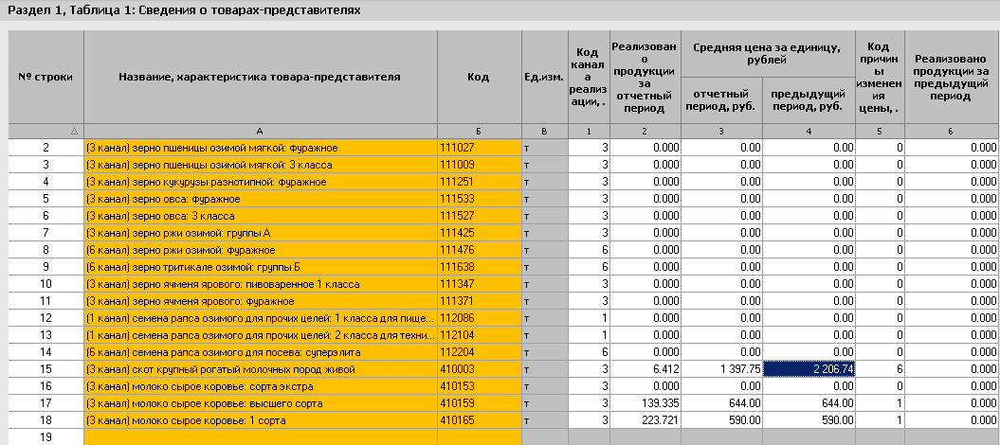 Раздел 1, Таблица 1: Сведения о товарах-представителях
№ строки Название, характеристика товара-представителя Код Ед.изм. Код канала реализации, . Реализовано продукции за отчетный период Средняя цена за единицу, рублей Код причины изменения цены, . Реализовано продукции за предыдущий период
отчетный период, руб. предыдущий период, руб.
А Б В 1 2 3 4 5 6
2 (3 канал) зерно пшеницы озимой мягкой: фуражное 111027 т 3 0.000 0.00 0.00 0 0.000
3 (3 канал) зерно пшеницы озимой мягкой: 3 класса 111009 т 3 0.000 0.00 0.00 0 0.000
4 (3 канал) зерно кукурузы разнотипной: фуражное 111251 т 3 0.000 0.00 0.00 0 0.000
5 (3 канал) зерно овса: фуражное 111533 т 3 0.000 0.00 0.00 0 0.000
6 (3 канал) зерно овса: 3 класса 111527 т 3 0.000 0.00 0.00 0 0.000
7 (3 канал) зерно ржи озимой: группы А 111425 т 3 0.000 0.00 0.00 0 0.000
8 (6 канал) зерно ржи озимой: фуражное 111476 т 6 0.000 0.00 0.00 0 0.000
9 (6 канал) зерно тритикале озимой: группы Б 111638 т 6 0.000 0.00 0.00 0 0.000
10 (3 канал) зерно ячменя ярового: пивоваренное 1 класса 111347 т 3 0.000 0.00 0.00 0 0.000
11 (3 канал) зерно ячменя ярового: фуражное 111371 т 3 0.000 0.00 0.00 0 0.000
12 (1 канал) семена рапса озимого для прочих целей: 1 класса для пище... 112086 т 1 0.000 0.00 0.00 0 0.000
13 (1 канал) семена рапса озимого для прочих целей: 2 класса для техни... 112104 т 1 0.000 0.00 0.00 0 0.000
14 (6 канал) семена рапса озимого для посева: суперэлита 112204 т 6 0.000 0.00 0.00 0 0.000
15 (3 канал) скот крупный рогатый молочных пород живой 410003 т 3 6.412 1 397.75 2 206.74 6 0.000
16 (3 канал) молоко сырое коровье: сорта экстра 410153 т 3 0.000 0.00 0.00 0 0.000
17 (3 канал) молоко сырое коровье: высшего сорта 410159 т 3 139.335 644.00 644.00 1 0.000
18 (3 канал) молоко сырое коровье: 1 сорта 410165 т 3 223.721 590.00 590.00 1 0.000
19